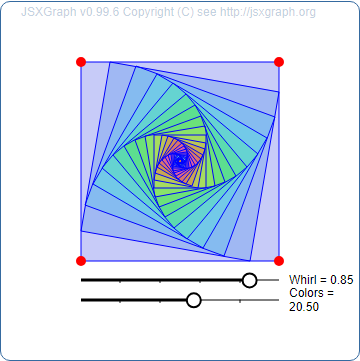 JSXGraph v0.99.6 Copyright (C) see http://jsxgraph.org
Whirl = 0.85
Colors =
20.50